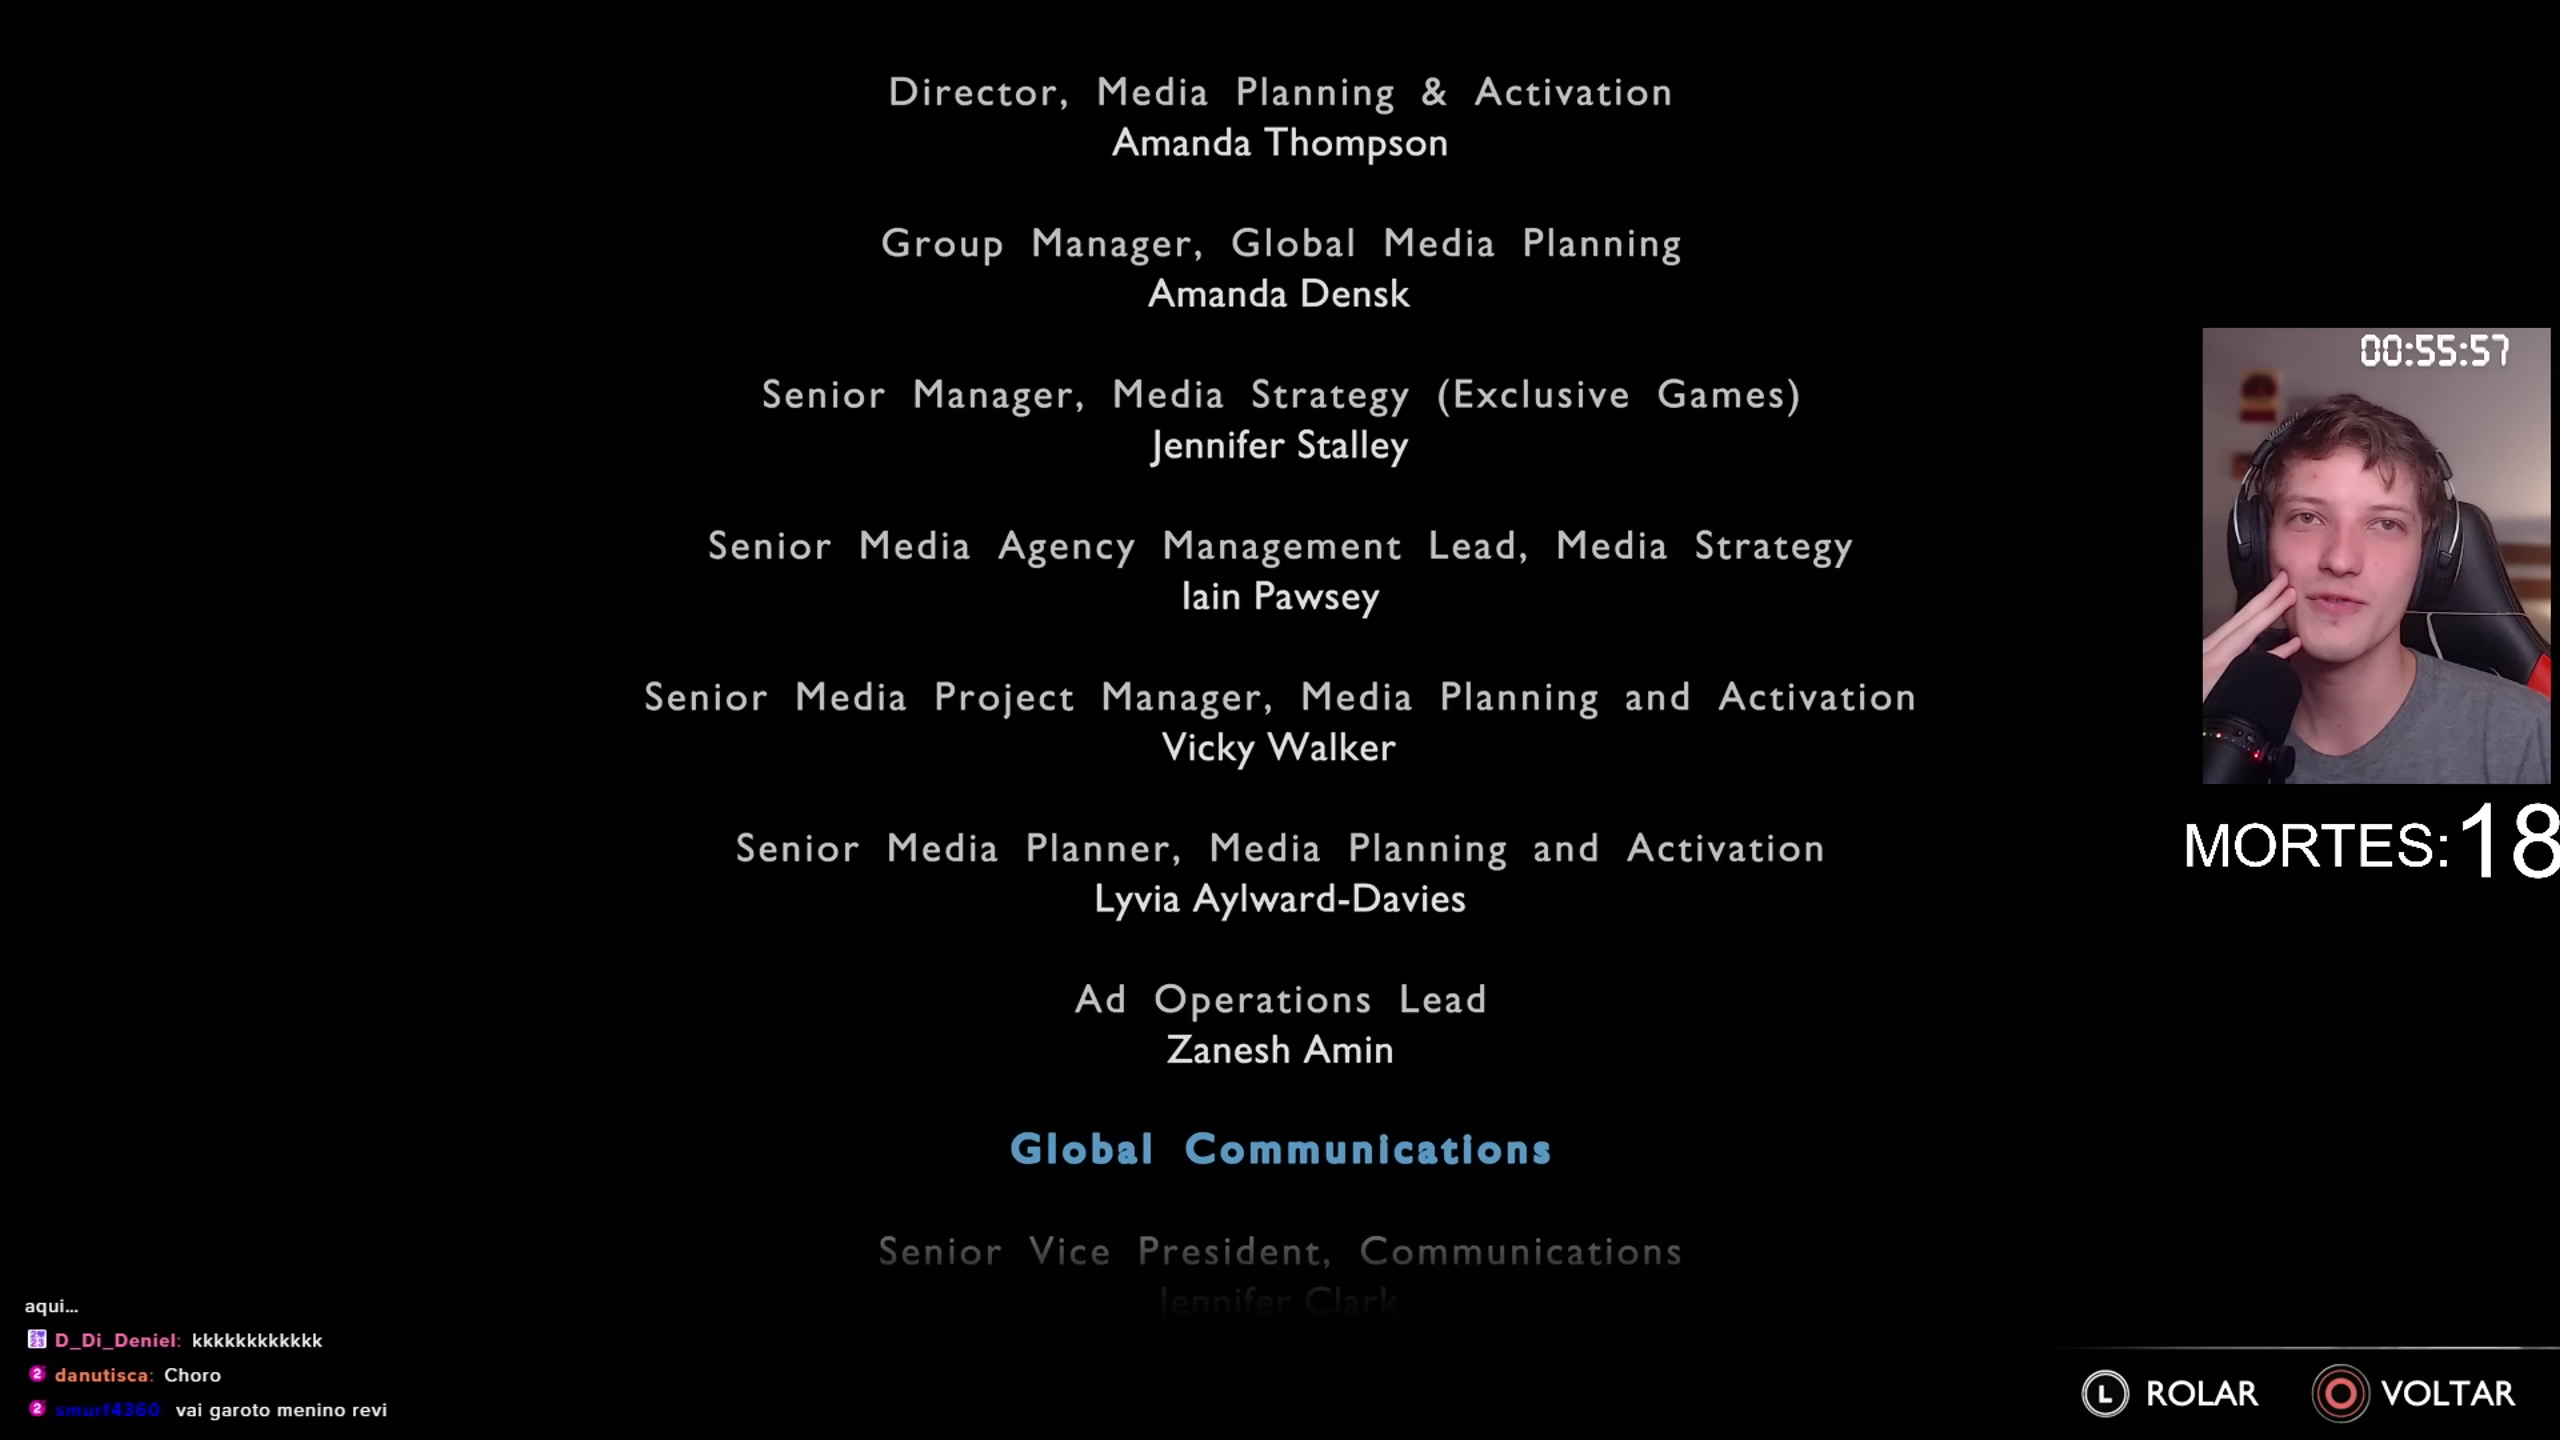 Director, Media Planning & Activation
Amanda Thompson
Group Manager, Global Media Planning
Amanda Densk
Senior Manager, Media Strategy (Exclusive Games)
Jennifer Stalley
Senior Media Agency Management Lead, Media Strategy
Iain Pawsey
Senior Media Project Manager, Media Planning and Activation
Vicky Walker
Senior Media Planner, Media Planning and Activation
Lyvia Aylward-Davies
Ad Operations Lead
Zanesh Amin
Global Communications
Senior Vice President, Communications
Jennifer Clark
00:55:57
MORTES:18
aqui...
D_Di_Deniel: kkkkkkkkkkkk
danutisca: Choro
smurf4360: vai garoto menino revi
L ROLAR
VOLTAR